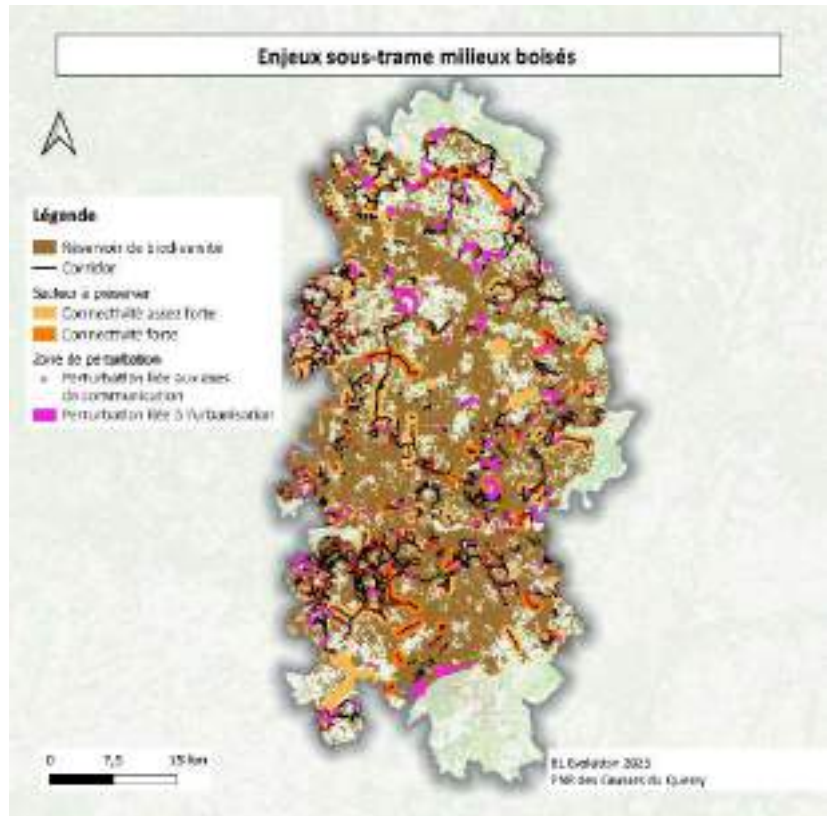 Enjeux sous-trame milieux boisés
Légende
Réservoir de biodiversité
Corridor
Secteur à préserver
Connectivité assez forte
Connectivité forte
Zone de perturbation
Perturbation liée aux axes
de communication
Perturbation liée à l'urbanisation
0 7,5 15 km
BL Evolution 2023
PNR des Causses du Quercy